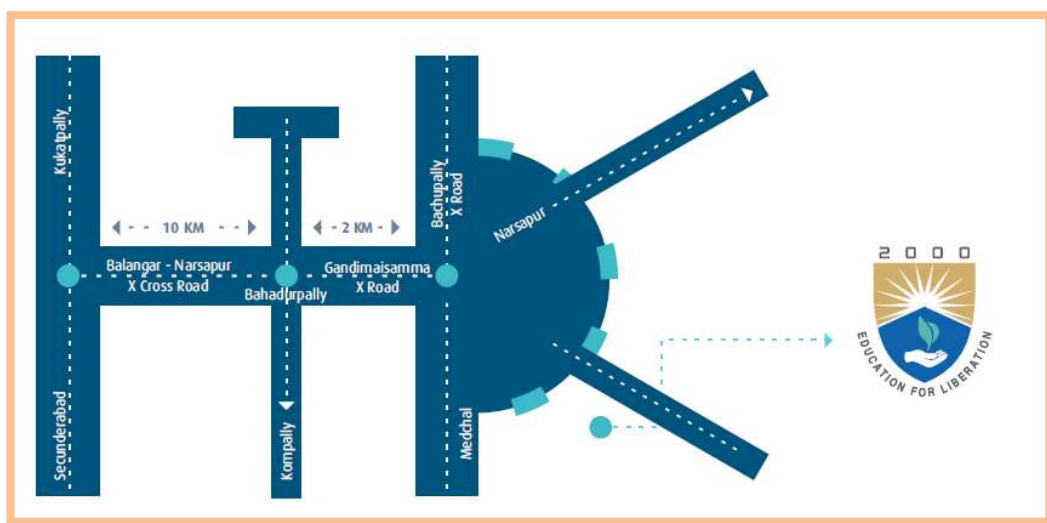 Kukatpally
Secunderabad
10 KM
Balangar - Narsapur
X Cross Road
Bahadurpally
Kompally
2 KM
Gandimaisamma
X Road
Bachupally
X Road
Medchal
Narsapur
2000
EDUCATION FOR LIBERATION